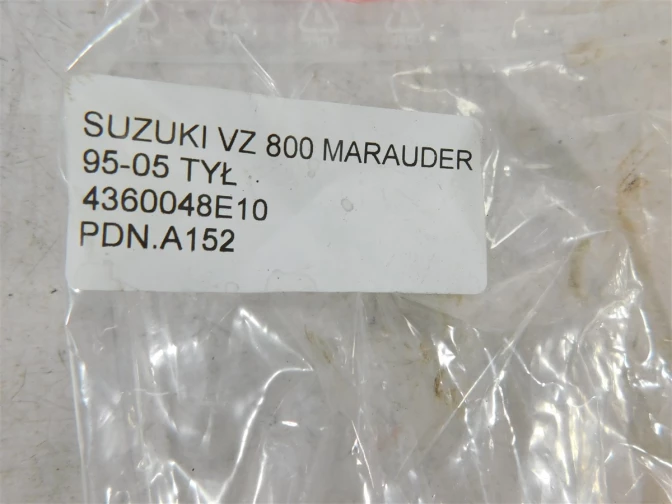 SUZUKI VZ 800 MARAUDER
95-05 TYŁ
4360048E10
PDN.A152